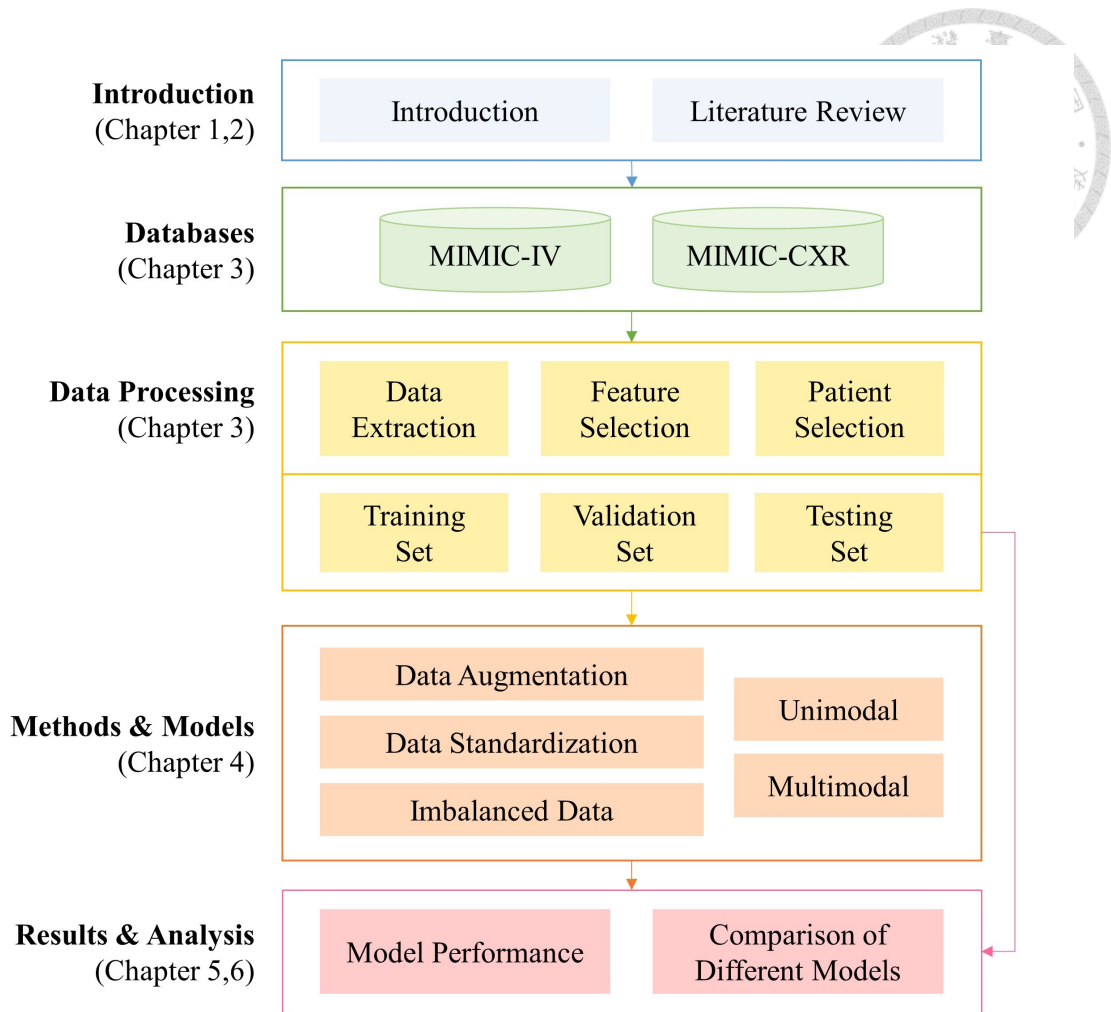 Introduction
(Chapter 1,2)
Introduction
Literature Review
Databases
(Chapter 3)
MIMIC-IV
MIMIC-CXR
Data Processing
(Chapter 3)
Data
Extraction
Feature
Selection
Patient
Selection
Training
Set
Validation
Set
Testing
Set
Methods & Models
(Chapter 4)
Data Augmentation
Data Standardization
Imbalanced Data
Unimodal
Multimodal
Results & Analysis
(Chapter 5,6)
Model Performance
Comparison of
Different Models